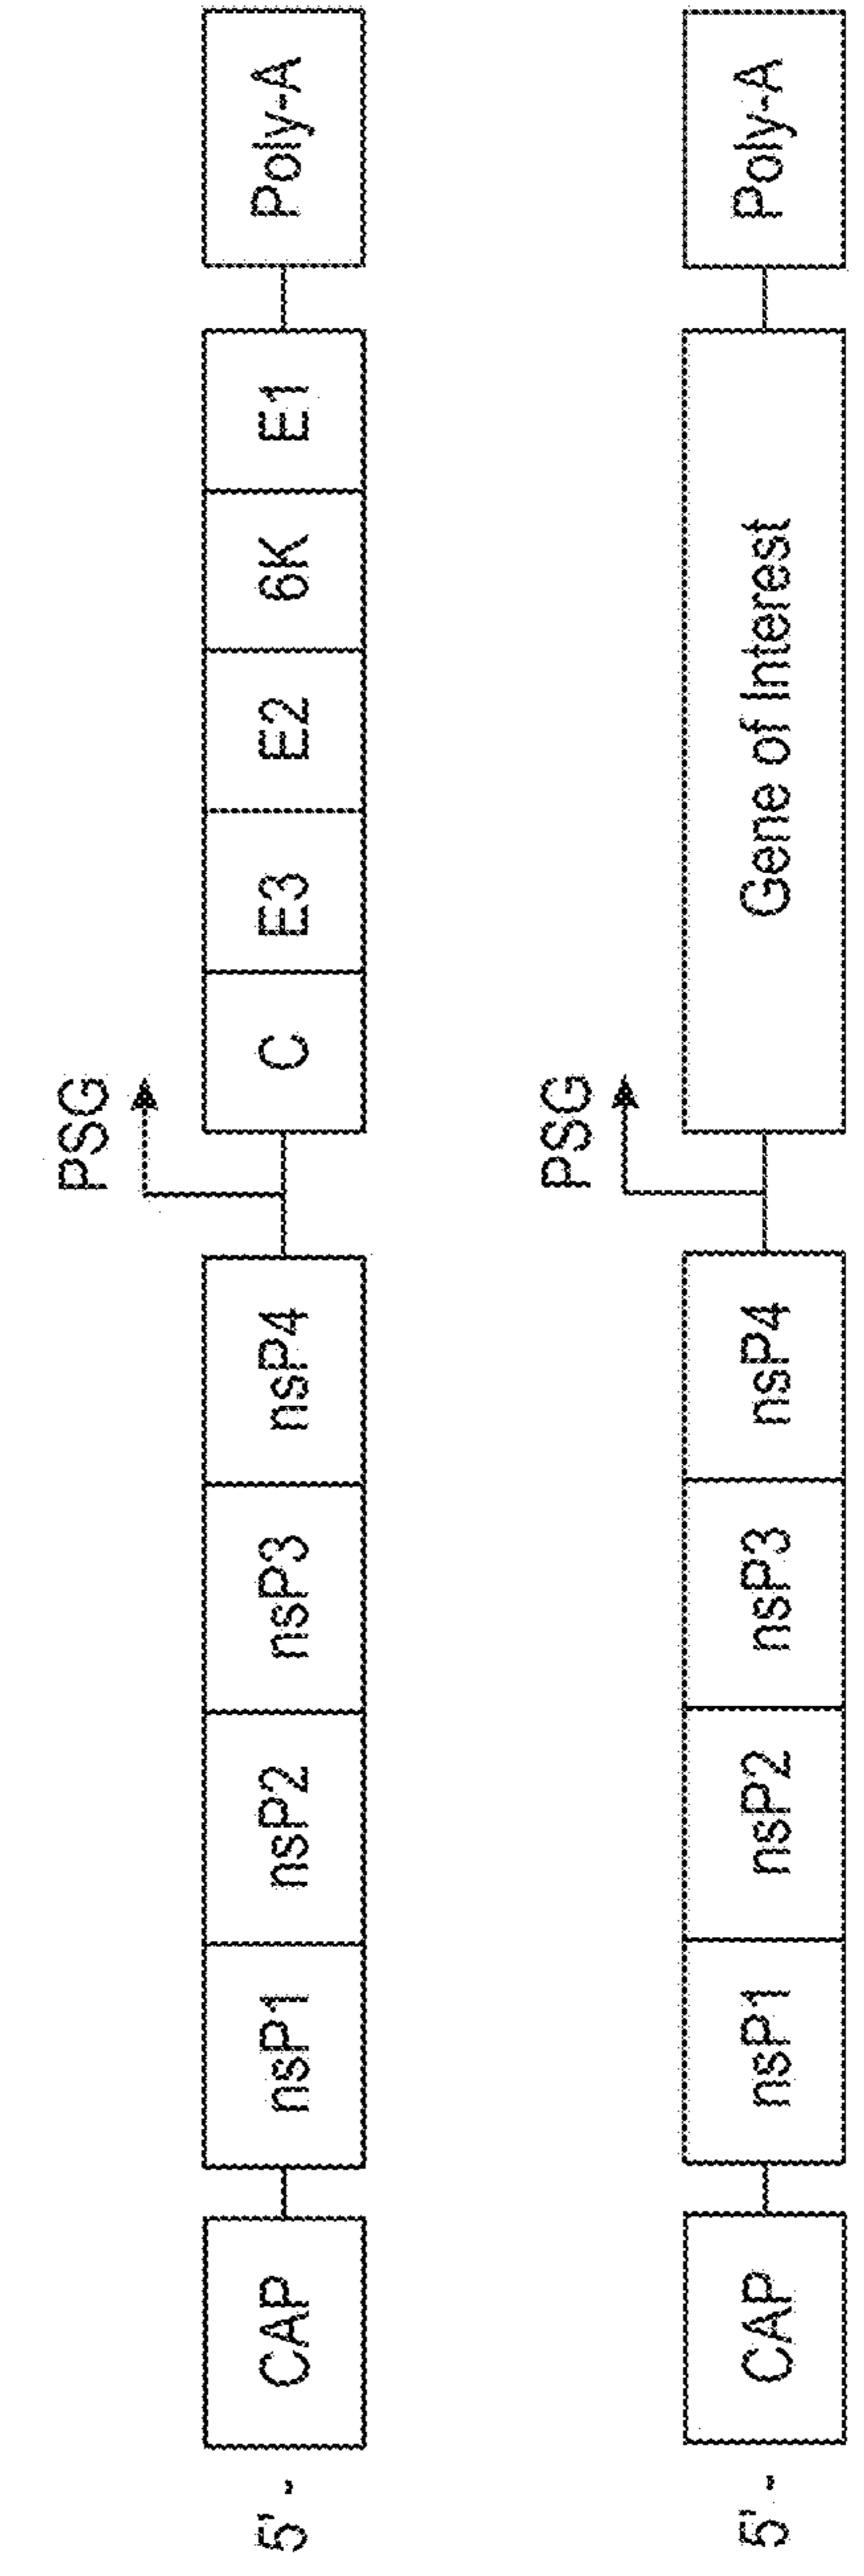 PSG
5' - CAP nsP1 nsP2 nsP3 nsP4 C E3 E2 6K E1 Poly-A
PSG
5' - CAP nsP1 nsP2 nsP3 nsP4 Gene of Interest Poly-A